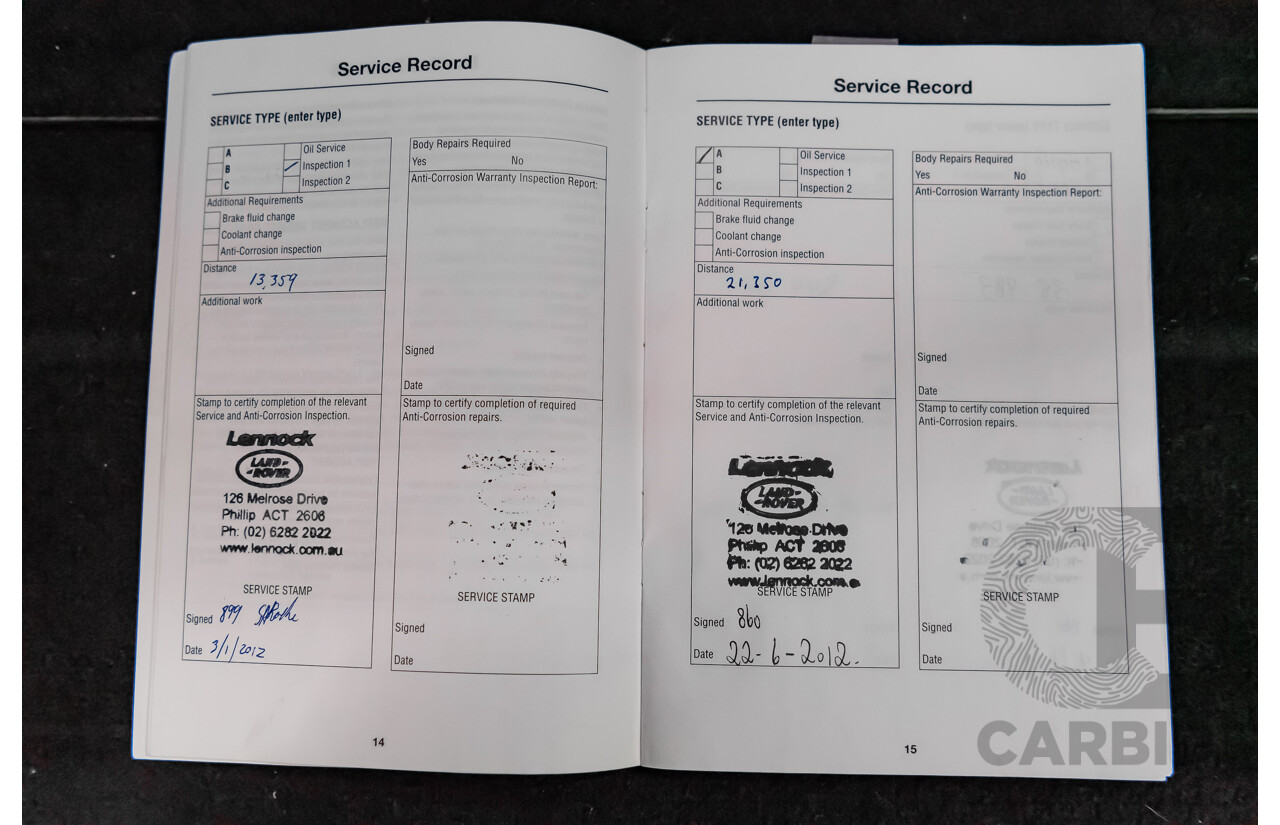 Service Record
SERVICE TYPE (enter type)
A
B
C
Oil Service
Inspection 1
Inspection 2
Additional Requirements
Brake fluid change
Coolant change
Anti-Corrosion inspection
Distance
13,359
Additional work
Stamp to certify completion of the relevant
Service and Anti-Corrosion Inspection.
Lennock
LAND-
-ROVER
126 Melrose Drive
Phillip ACT 2606
Ph: (02) 6282 2022
www.lennock.com.au
SERVICE STAMP
Signed 899
Date 3/1/2012
Body Repairs Required
Yes No
Anti-Corrosion Warranty Inspection Report:
Signed
Date
Stamp to certify completion of required
Anti-Corrosion repairs.
SERVICE STAMP
Signed
Date
14
Service Record
SERVICE TYPE (enter type)
A
B
C
Oil Service
Inspection 1
Inspection 2
Additional Requirements
Brake fluid change
Coolant change
Anti-Corrosion inspection
Distance
21,350
Additional work
Stamp to certify completion of the relevant
Service and Anti-Corrosion Inspection.
Lennock
LAND-
-ROVER
126 Melrose Drive
Phillip ACT 2606
Ph: (02) 6282 2022
www.lennock.com.a
SERVICE STAMP
Signed 860
Date 22-6-2012.
Body Repairs Required
Yes No
Anti-Corrosion Warranty Inspection Report:
Signed
Date
Stamp to certify completion of required
Anti-Corrosion repairs.
SERVICE STAMP
Signed
Date
15
CARBI